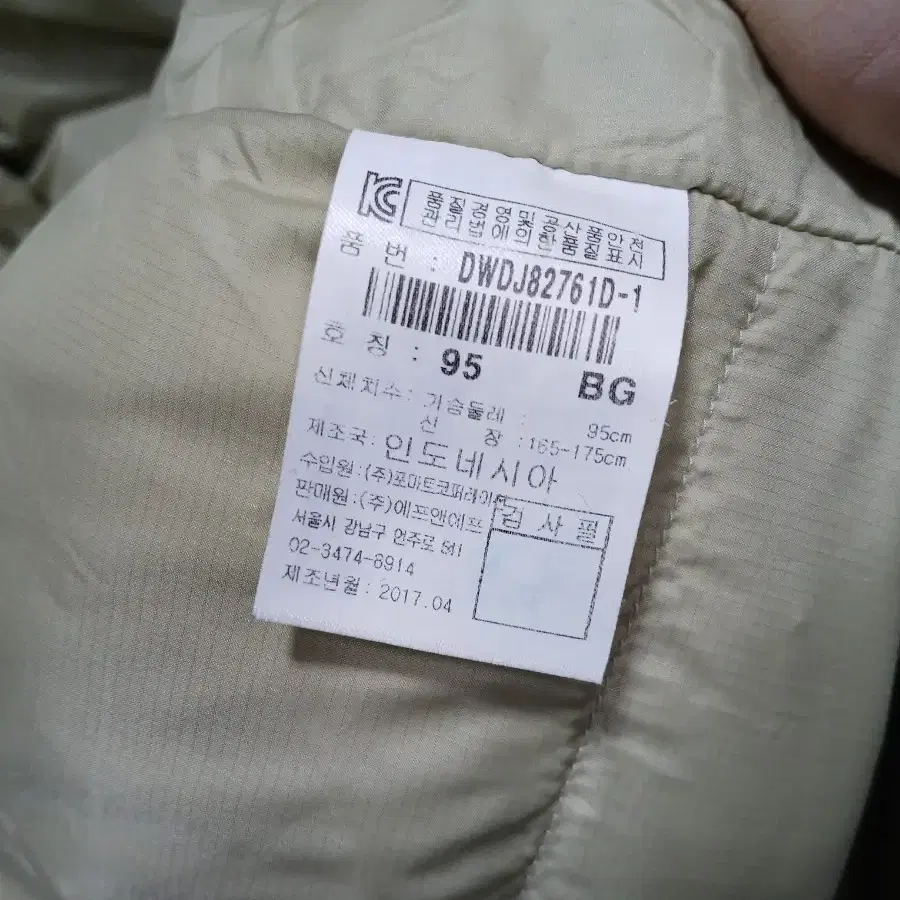 품질경영및공산품안전
관리법에의한품질표시
품 번 : DWDJ82761D-1
호 칭 : 95 BG
신체치수: 가슴둘레 : 95cm
신 장 :165-175cm
제조국: 인도네시아
수입원:(주)포마트코퍼레이션
판매원:(주)에프앤에프
검 사 필
서울시 강남구 언주로 541
02-3474-6914
제조년월: 2017.04